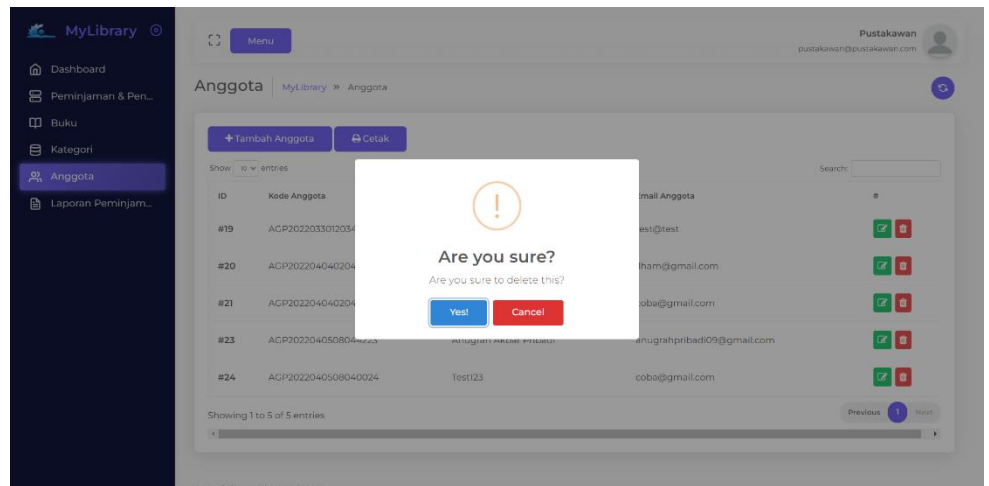 MyLibrary
Menu
Pustakawan
pustakawan@pustakawan.com
Dashboard
Peminjaman & Pen...
Buku
Kategori
Anggota
Laporan Peminjam...
Anggota MyLibrary » Anggota
+Tambah Anggota Cetak
Show 10 entries Search:
ID Kode Anggota Email Anggota #
#19 AGP2022033012034 est@test
#20 AGP202204040204 lham@gmail.com
#21 AGP202204040204 coba@gmail.com
#23 AGP2022040508044223 Anugrah Akbar Pribadi anugrahpribadi09@gmail.com
#24 AGP2022040508040024 Test123 coba@gmail.com
Showing 1 to 5 of 5 entries Previous 1 Next
!
Are you sure?
Are you sure to delete this?
Yes! Cancel